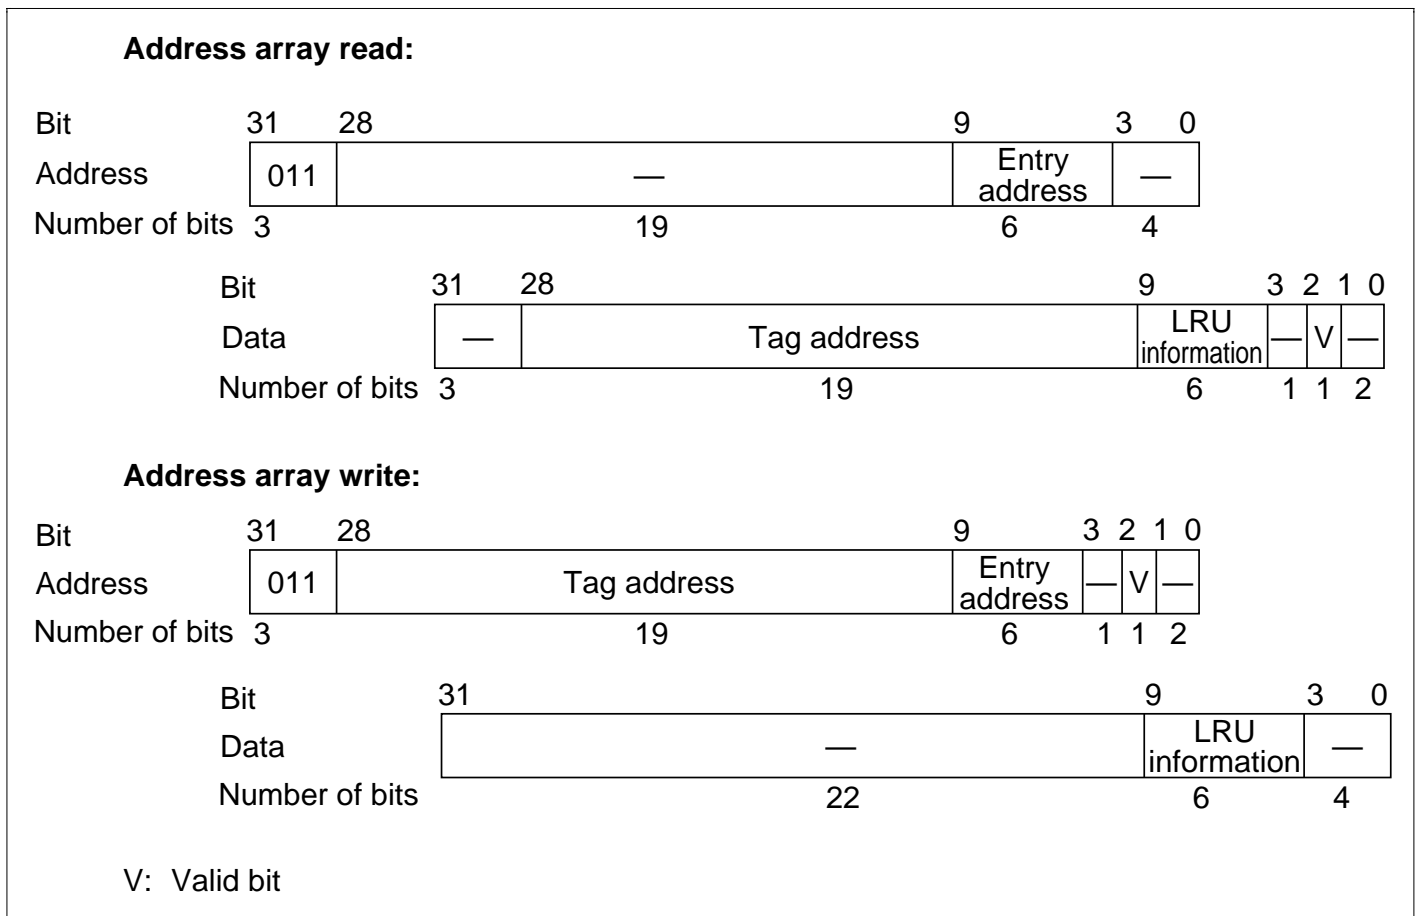 Address array read:
Bit 31 28 9 3 0
Address 011 — Entry address —
Number of bits 3 19 6 4
Bit 31 28 9 3 2 1 0
Data — Tag address LRU information — V —
Number of bits 3 19 6 1 1 2
Address array write:
Bit 31 28 9 3 2 1 0
Address 011 Tag address Entry address — V —
Number of bits 3 19 6 1 1 2
Bit 31 9 3 0
Data — LRU information —
Number of bits 22 6 4
V: Valid bit